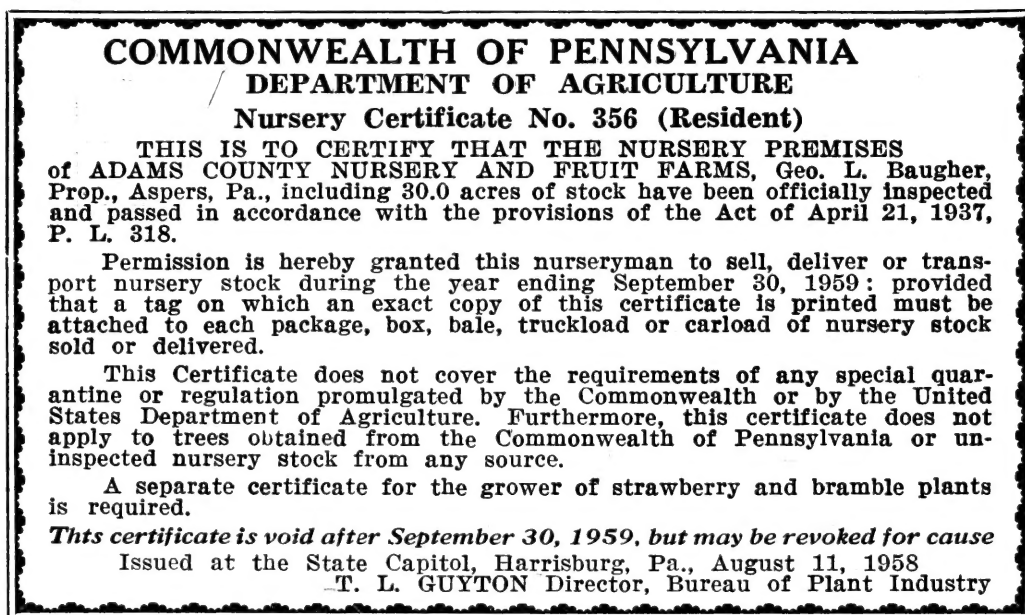 COMMONWEALTH OF PENNSYLVANIA
DEPARTMENT OF AGRICULTURE
Nursery Certificate No. 356 (Resident)
THIS IS TO CERTIFY THAT THE NURSERY PREMISES
of ADAMS COUNTY NURSERY AND FRUIT FARMS, Geo. L. Baugher,
Prop., Aspers, Pa., including 30.0 acres of stock have been officially inspected
and passed in accordance with the provisions of the Act of April 21, 1937,
P. L. 318.
Permission is hereby granted this nurseryman to sell, deliver or trans-
port nursery stock during the year ending September 30, 1959: provided
that a tag on which an exact copy of this certificate is printed must be
attached to each package, box, bale, truckload or carload of nursery stock
sold or delivered.
This Certificate does not cover the requirements of any special quar-
antine or regulation promulgated by the Commonwealth or by the United
States Department of Agriculture. Furthermore, this certificate does not
apply to trees obtained from the Commonwealth of Pennsylvania or un-
inspected nursery stock from any source.
A separate certificate for the grower of strawberry and bramble plants
is required.
Thts certificate is void after September 30, 1959, but may be revoked for cause
Issued at the State Capitol, Harrisburg, Pa., August 11, 1958
T. L. GUYTON Director, Bureau of Plant Industry